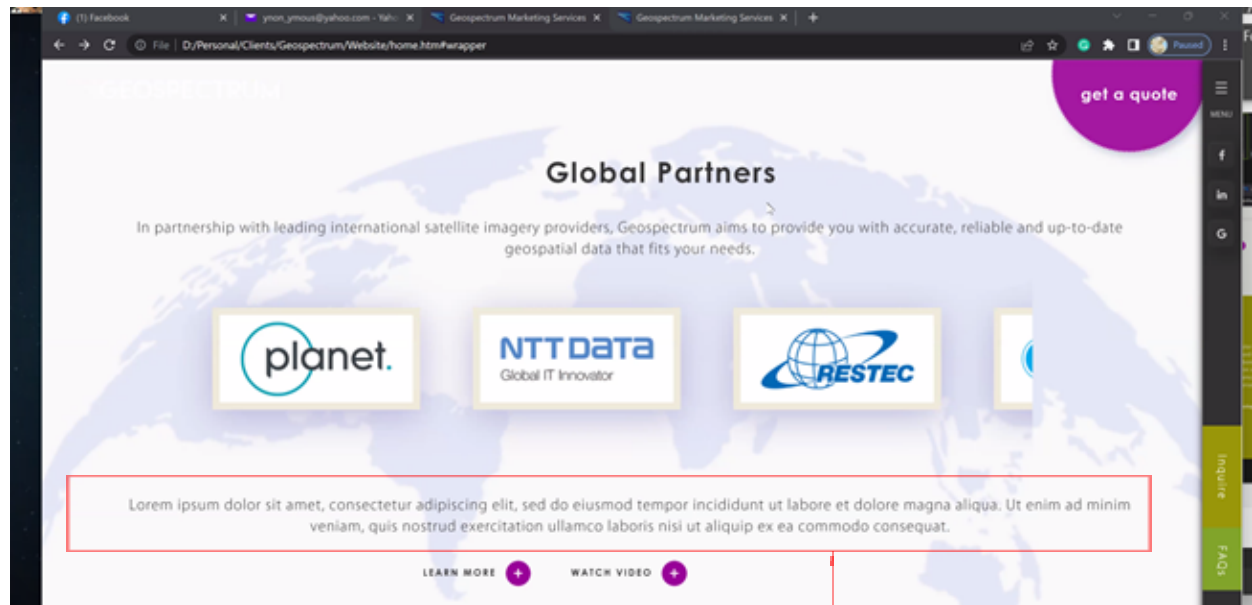 (1) Facebook
ynon_ymous@yahoo.com - Yah
Geospectrum Marketing Services
Geospectrum Marketing Services
File | D:/Personal/Clients/Geospectrum/Website/home.htm#wrapper
Paused
GEOSPECTRUM
get a quote
MENU
Global Partners
In partnership with leading international satellite imagery providers, Geospectrum aims to provide you with accurate, reliable and up-to-date
geospatial data that fits your needs.
planet.
NTT DATA
Global IT Innovator
RESTEC
Lorem ipsum dolor sit amet, consectetur adipiscing elit, sed do eiusmod tempor incididunt ut labore et dolore magna aliqua. Ut enim ad minim
veniam, quis nostrud exercitation ullamco laboris nisi ut aliquip ex ea commodo consequat.
LEARN MORE
WATCH VIDEO
f
in
G
Inquire
FAQs